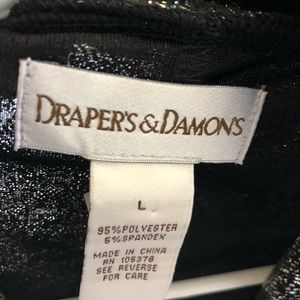 DRAPER'S & DAMON'S
L
95% POLYESTER
5% SPANDEX
MADE IN CHINA
RN 105378
SEE REVERSE
FOR CARE